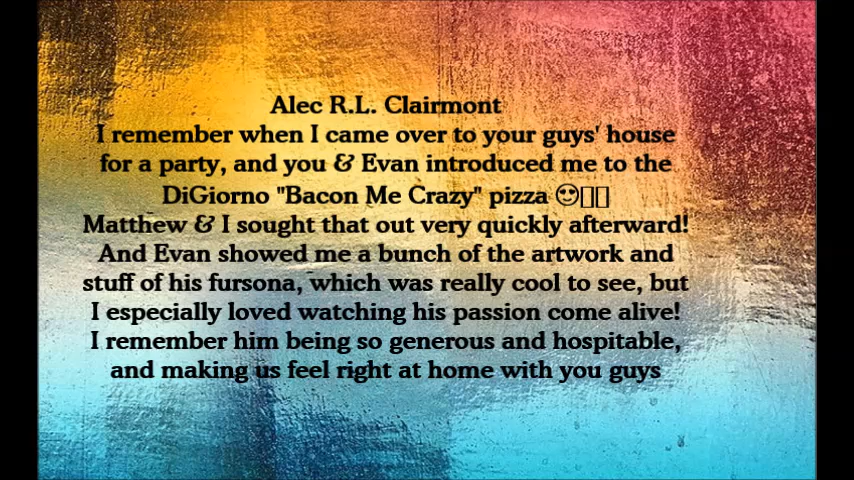 Alec R.L. Clairmont
I remember when I came over to your guys' house
for a party, and you & Evan introduced me to the
DiGiorno "Bacon Me Crazy" pizza 😍▯▯
Matthew & I sought that out very quickly afterward!
And Evan showed me a bunch of the artwork and
stuff of his fursona, which was really cool to see, but
I especially loved watching his passion come alive!
I remember him being so generous and hospitable,
and making us feel right at home with you guys